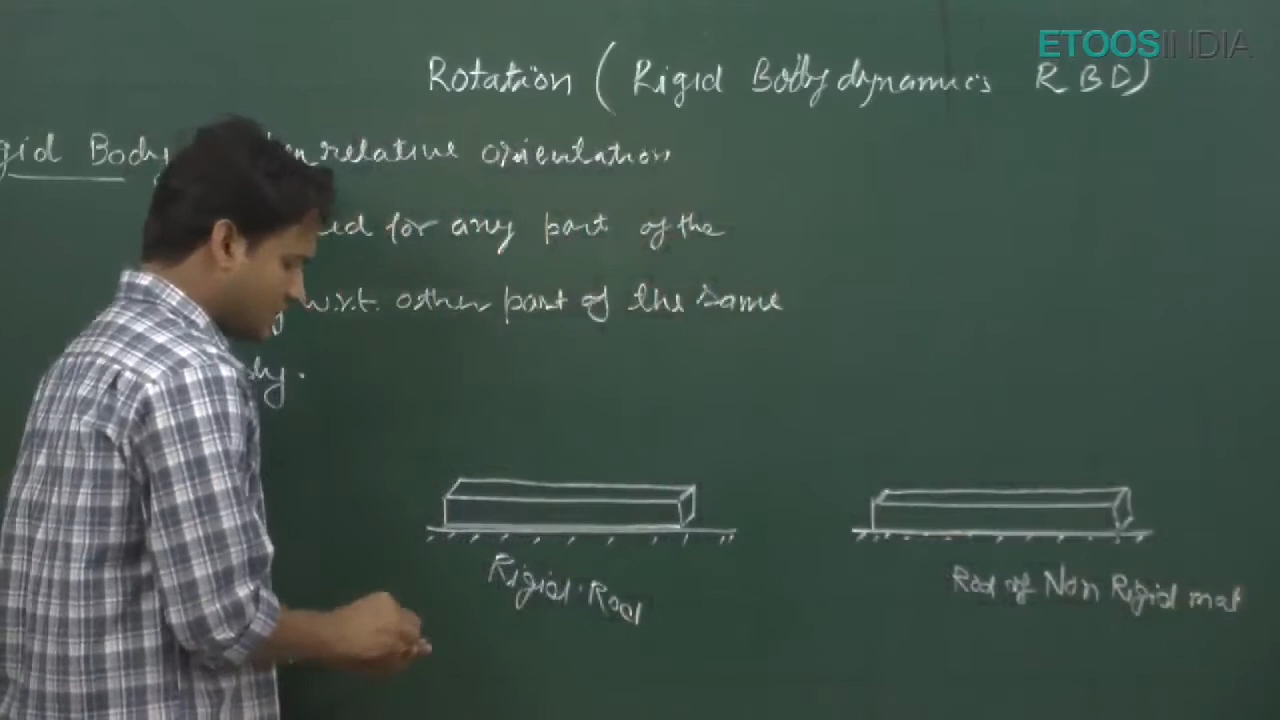 ETOOSINDIA
Rotation (Rigid Body dynamics RBD)
gid Body relative orientation
for any part of the
w.r.t. other part of the same
dy.
Rigid Rod
Rod of Non Rigid mat